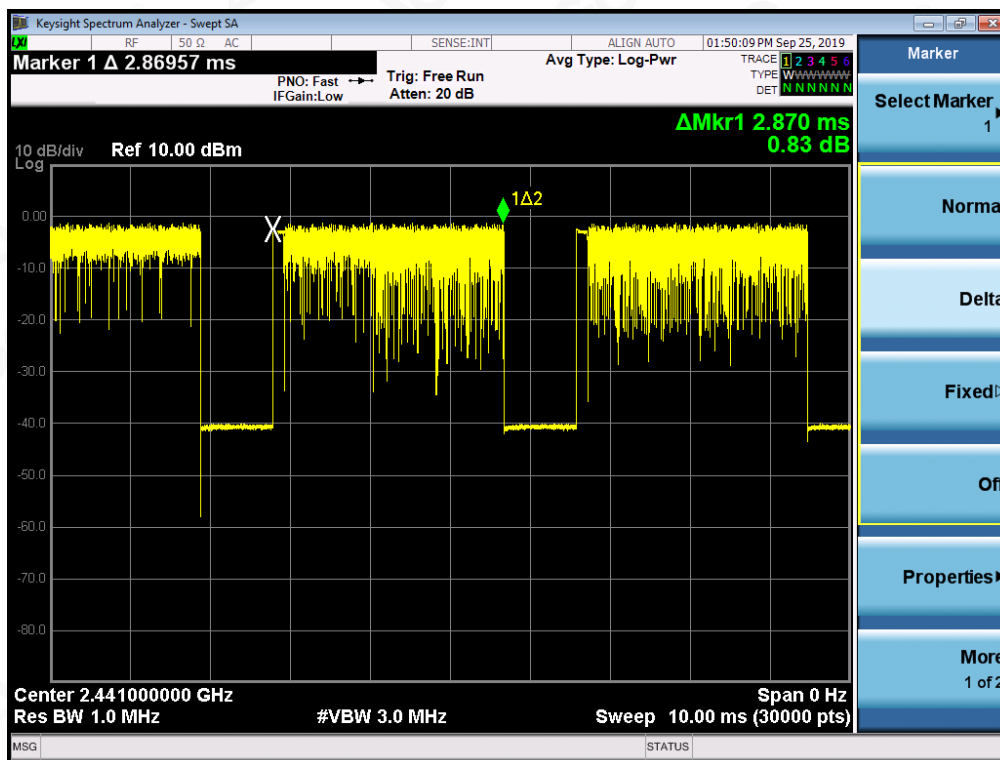 Keysight Spectrum Analyzer - Swept SA
LXI RF 50 Ω AC SENSE:INT ALIGN AUTO 01:50:09 PM Sep 25, 2019
Marker 1 Δ 2.86957 ms
PNO: Fast
IFGain:Low
Trig: Free Run
Atten: 20 dB
Avg Type: Log-Pwr
TRACE 1 2 3 4 5 6
TYPE W
DET N N N N N N
ΔMkr1 2.870 ms
0.83 dB
10 dB/div Ref 10.00 dBm
Log
1Δ2
X
0.00
-10.0
-20.0
-30.0
-40.0
-50.0
-60.0
-70.0
-80.0
Center 2.441000000 GHz Span 0 Hz
Res BW 1.0 MHz #VBW 3.0 MHz Sweep 10.00 ms (30000 pts)
MSG STATUS
Marker
Select Marker
1
Norma
Delta
Fixed
Off
Properties
More
1 of 2